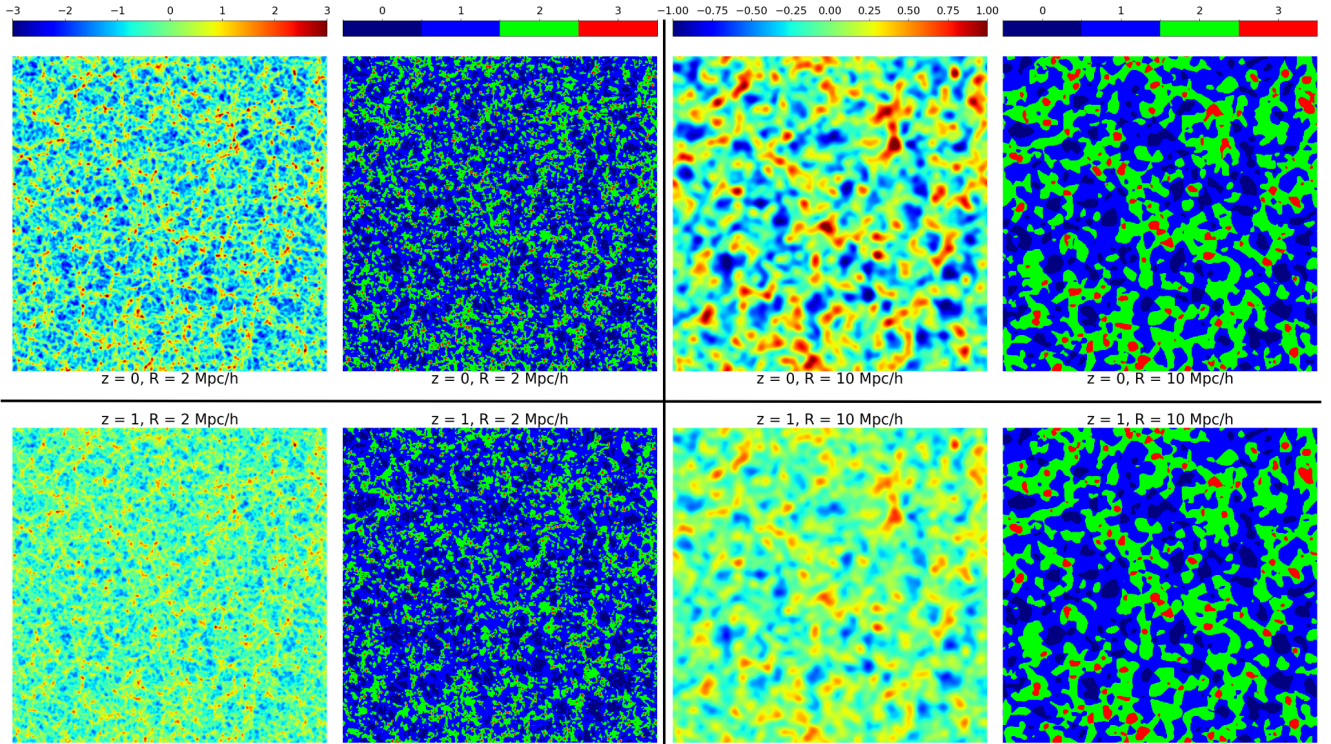 −3 −2 −1 0 1 2 3
0 1 2 3
−1.00 −0.75 −0.50 −0.25 0.00 0.25 0.50 0.75 1.00
0 1 2 3
z = 0, R = 2 Mpc/h
z = 0, R = 2 Mpc/h
z = 0, R = 10 Mpc/h
z = 0, R = 10 Mpc/h
z = 1, R = 2 Mpc/h
z = 1, R = 2 Mpc/h
z = 1, R = 10 Mpc/h
z = 1, R = 10 Mpc/h